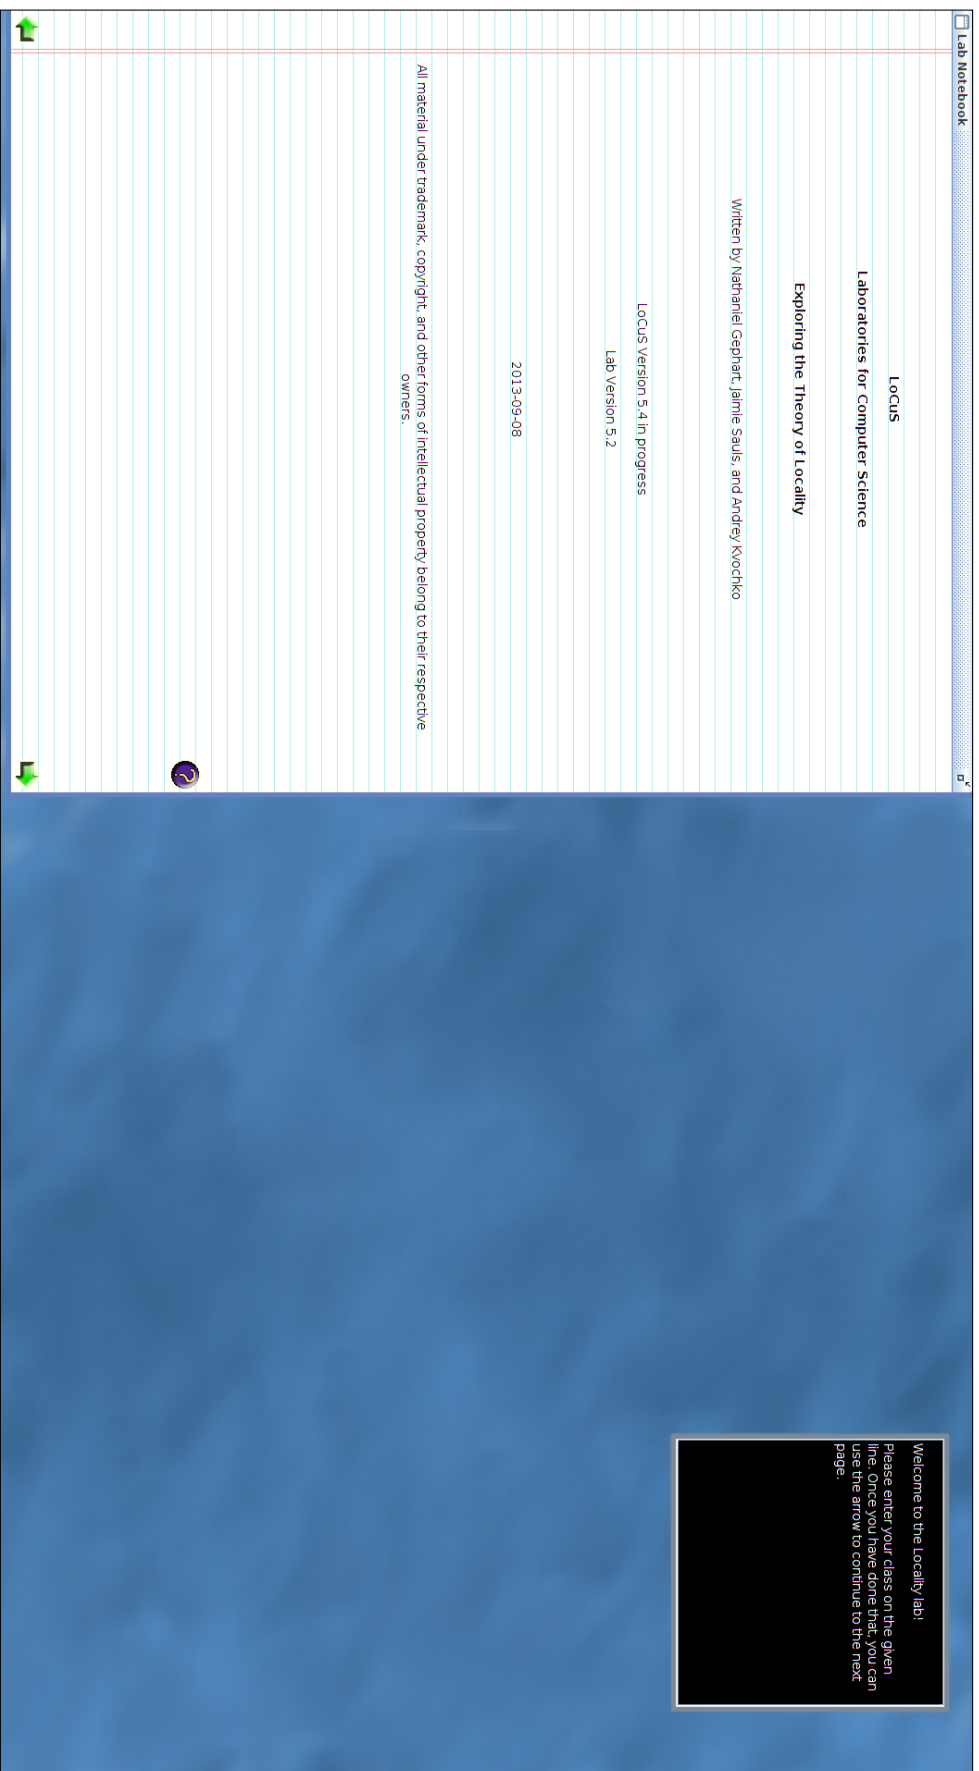 Lab Notebook
LoCuS
Laboratories for Computer Science
Exploring the Theory of Locality
Written by Nathaniel Gephart, Jaimie Sauls, and Andrey Kvochko
LoCuS Version 5.4 in progress
Lab Version 5.2
2013-09-08
All material under trademark, copyright, and other forms of intellectual property belong to their respective
owners.
?
Welcome to the Locality lab!
Please enter your class on the given
line. Once you have done that, you can
use the arrow to continue to the next
page.